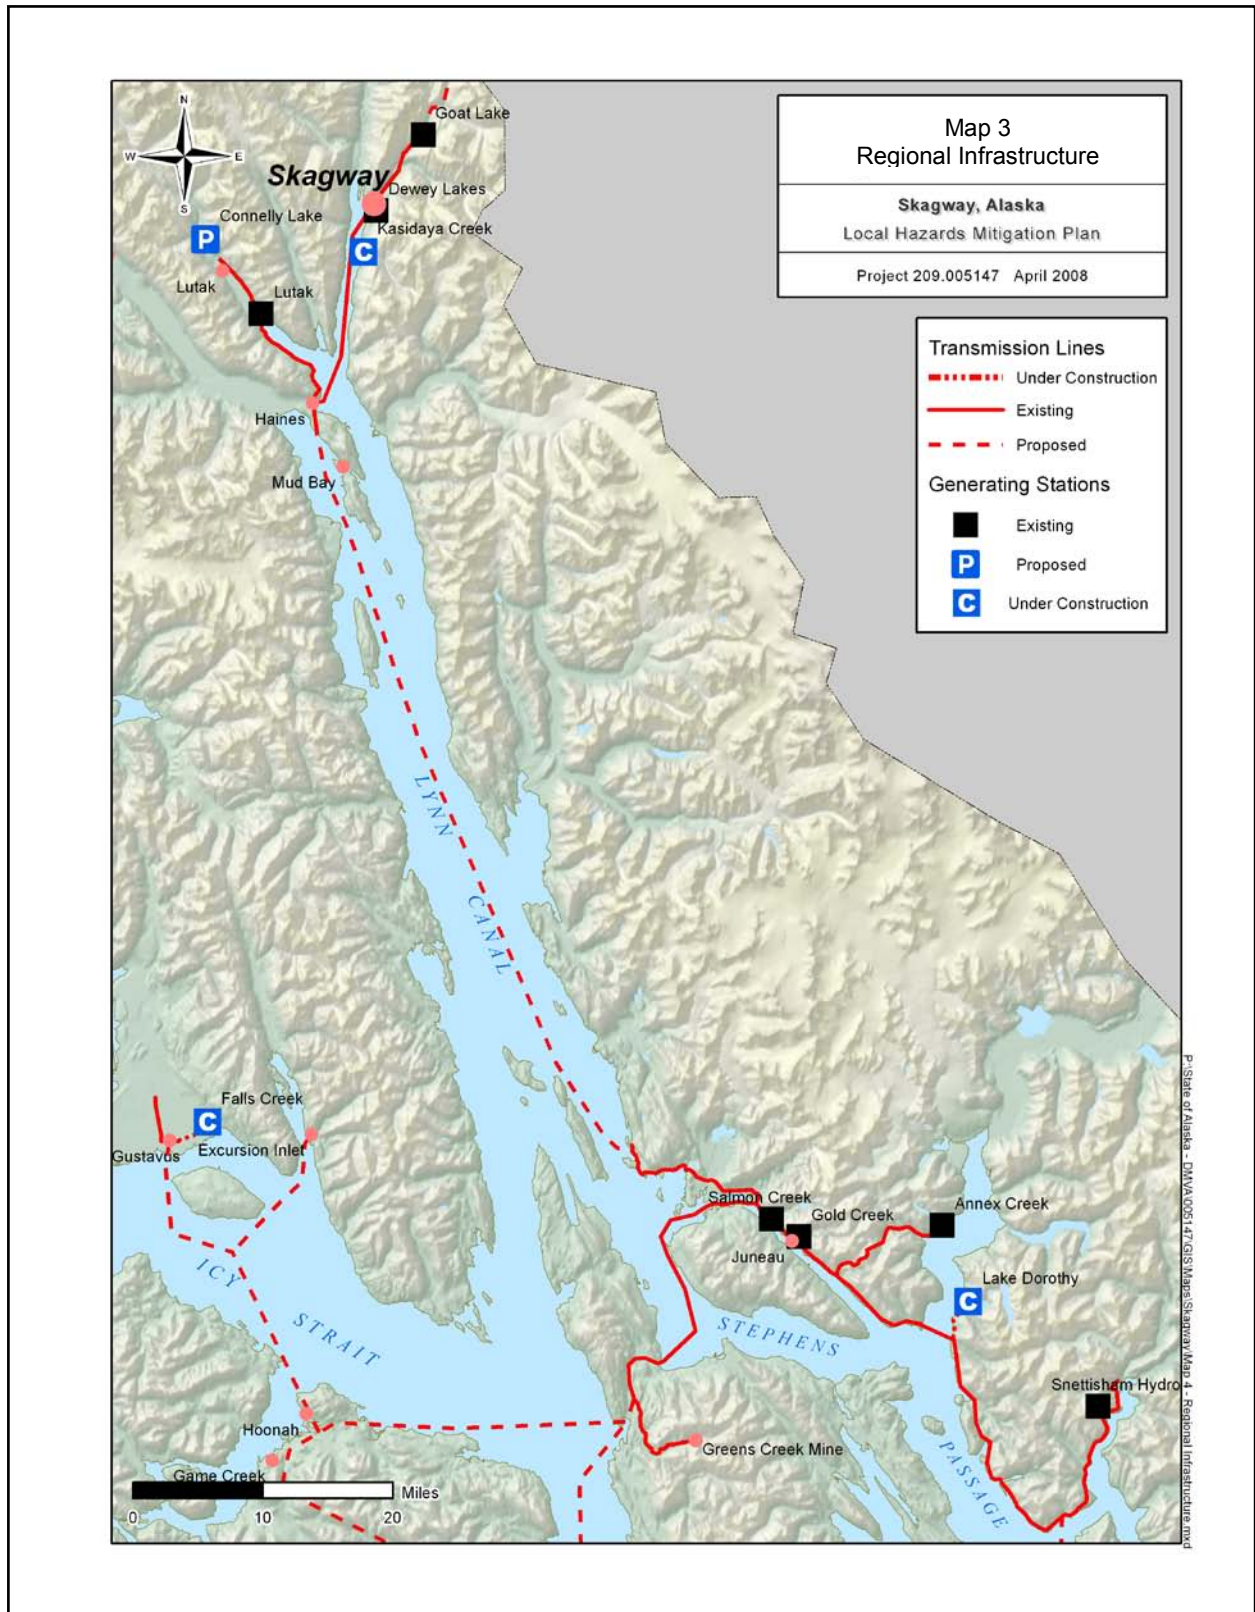 Map 3
Regional Infrastructure
Skagway, Alaska
Local Hazards Mitigation Plan
Project 209.005147 April 2008
Transmission Lines
Under Construction
Existing
Proposed
Generating Stations
Existing
P Proposed
C Under Construction
N
W E
S
Goat Lake
Skagway
Dewey Lakes
Connelly Lake
Kasidaya Creek
P
C
Lutak
Lutak
Haines
Mud Bay
LYNN
CANAL
Falls Creek
C
Gustavus
Excursion Inlet
Salmon Creek
Gold Creek
Annex Creek
Juneau
Lake Dorothy
C
ICY
STRAIT
STEPHENS
PASSAGE
Snettisham Hydro
Hoonah
Greens Creek Mine
Game Creek
Miles
0 10 20
P:\State of Alaska - DMVA\005147\GIS\Maps\Skagway\Map 4 - Regional Infrastructure.mxd